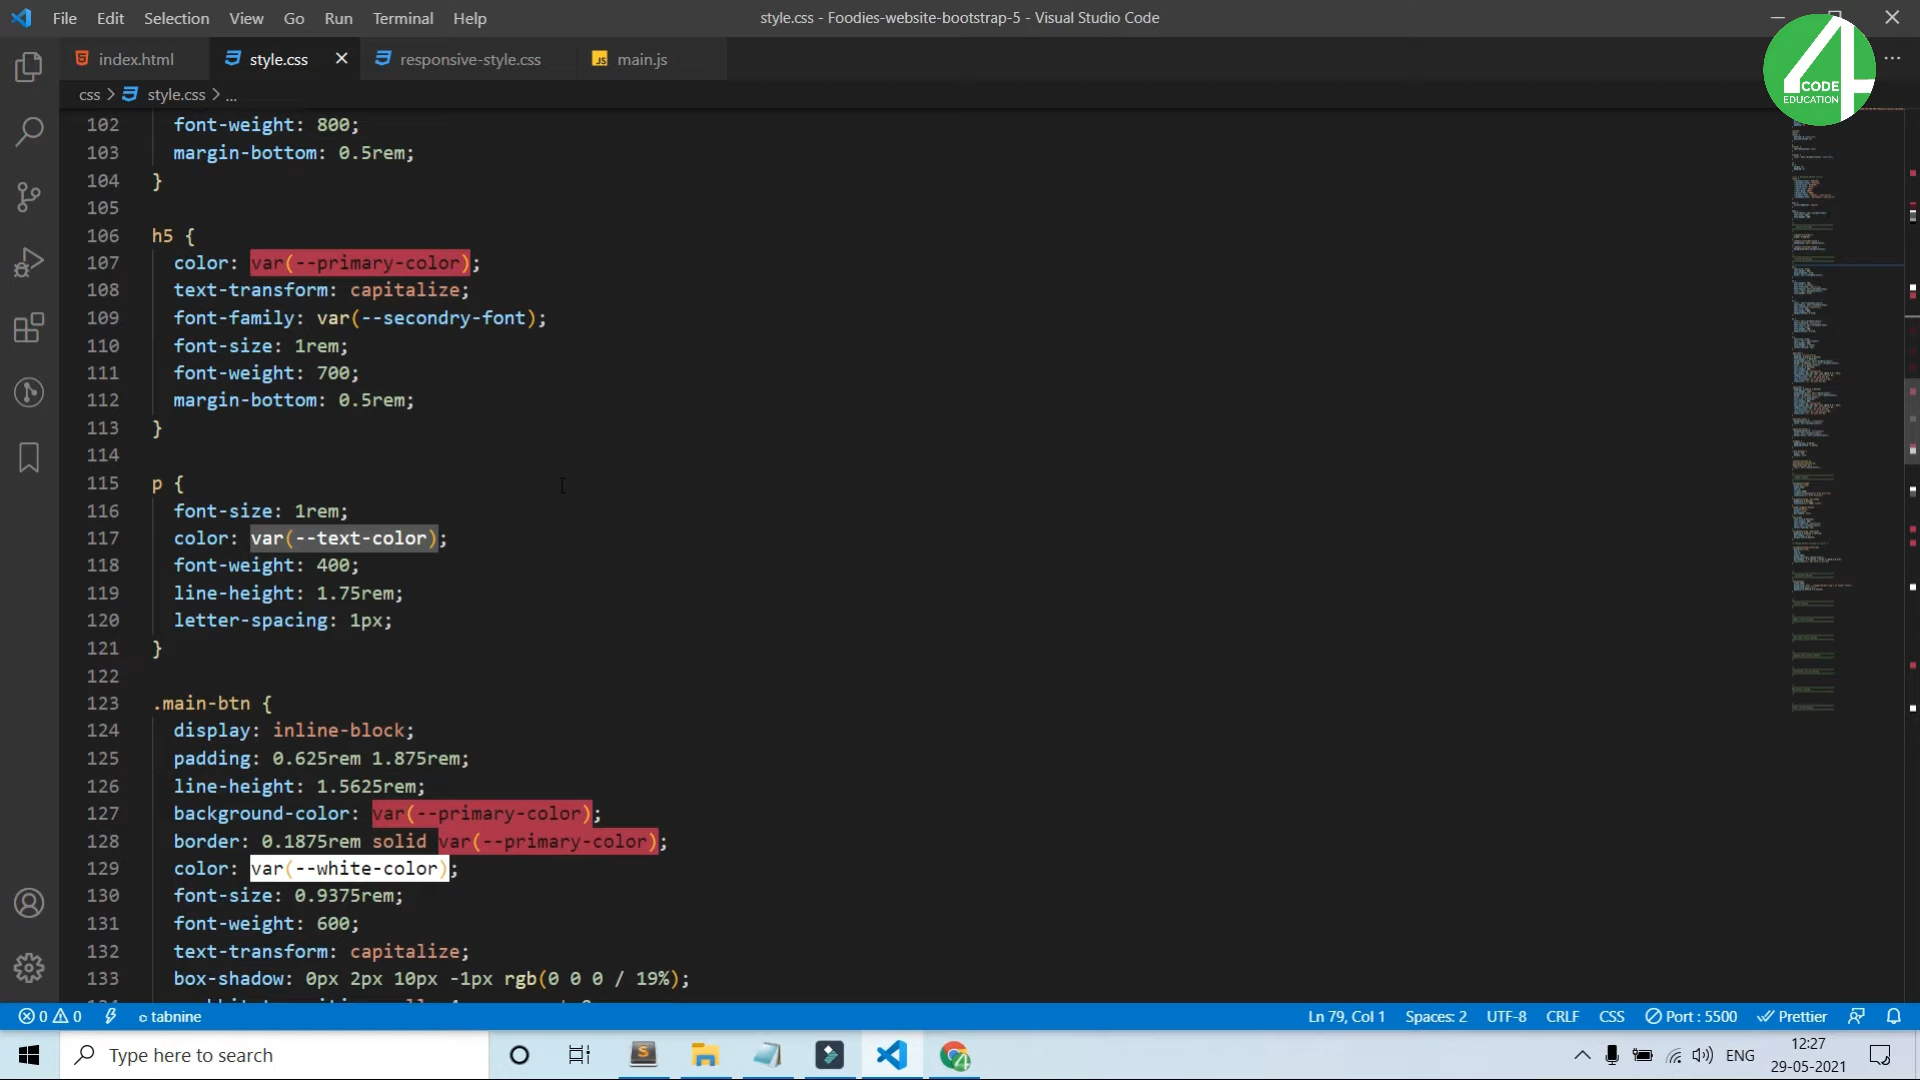 File Edit Selection View Go Run Terminal Help
style.css - Foodies-website-bootstrap-5 - Visual Studio Code
index.html style.css responsive-style.css JS main.js
4 CODE EDUCATION
css > style.css > ...
102 font-weight: 800;
103 margin-bottom: 0.5rem;
104 }
105
106 h5 {
107 color: var(--primary-color);
108 text-transform: capitalize;
109 font-family: var(--secondry-font);
110 font-size: 1rem;
111 font-weight: 700;
112 margin-bottom: 0.5rem;
113 }
114
115 p {
116 font-size: 1rem;
117 color: var(--text-color);
118 font-weight: 400;
119 line-height: 1.75rem;
120 letter-spacing: 1px;
121 }
122
123 .main-btn {
124 display: inline-block;
125 padding: 0.625rem 1.875rem;
126 line-height: 1.5625rem;
127 background-color: var(--primary-color);
128 border: 0.1875rem solid var(--primary-color);
129 color: var(--white-color);
130 font-size: 0.9375rem;
131 font-weight: 600;
132 text-transform: capitalize;
133 box-shadow: 0px 2px 10px -1px rgb(0 0 0 / 19%);
0 0 tabnine Ln 79, Col 1 Spaces: 2 UTF-8 CRLF CSS Port : 5500 Prettier
Type here to search ENG 12:27
29-05-2021